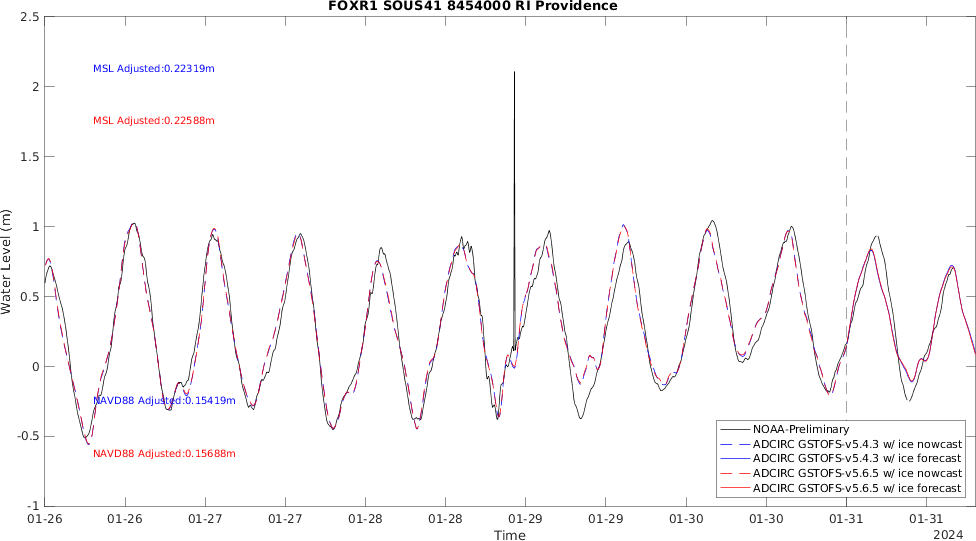 FOXR1 SOUS41 8454000 RI Providence
2.5
2
1.5
1
0.5
0
-0.5
-1
Water Level (m)
MSL Adjusted:0.22319m
MSL Adjusted:0.22588m
NAVD88 Adjusted:0.15419m
NAVD88 Adjusted:0.15688m
NOAA-Preliminary
ADCIRC GSTOFS-v5.4.3 w/ ice nowcast
ADCIRC GSTOFS-v5.4.3 w/ ice forecast
ADCIRC GSTOFS-v5.6.5 w/ ice nowcast
ADCIRC GSTOFS-v5.6.5 w/ ice forecast
01-26 01-26 01-27 01-27 01-28 01-28 01-29 01-29 01-30 01-30 01-31 01-31
Time
2024